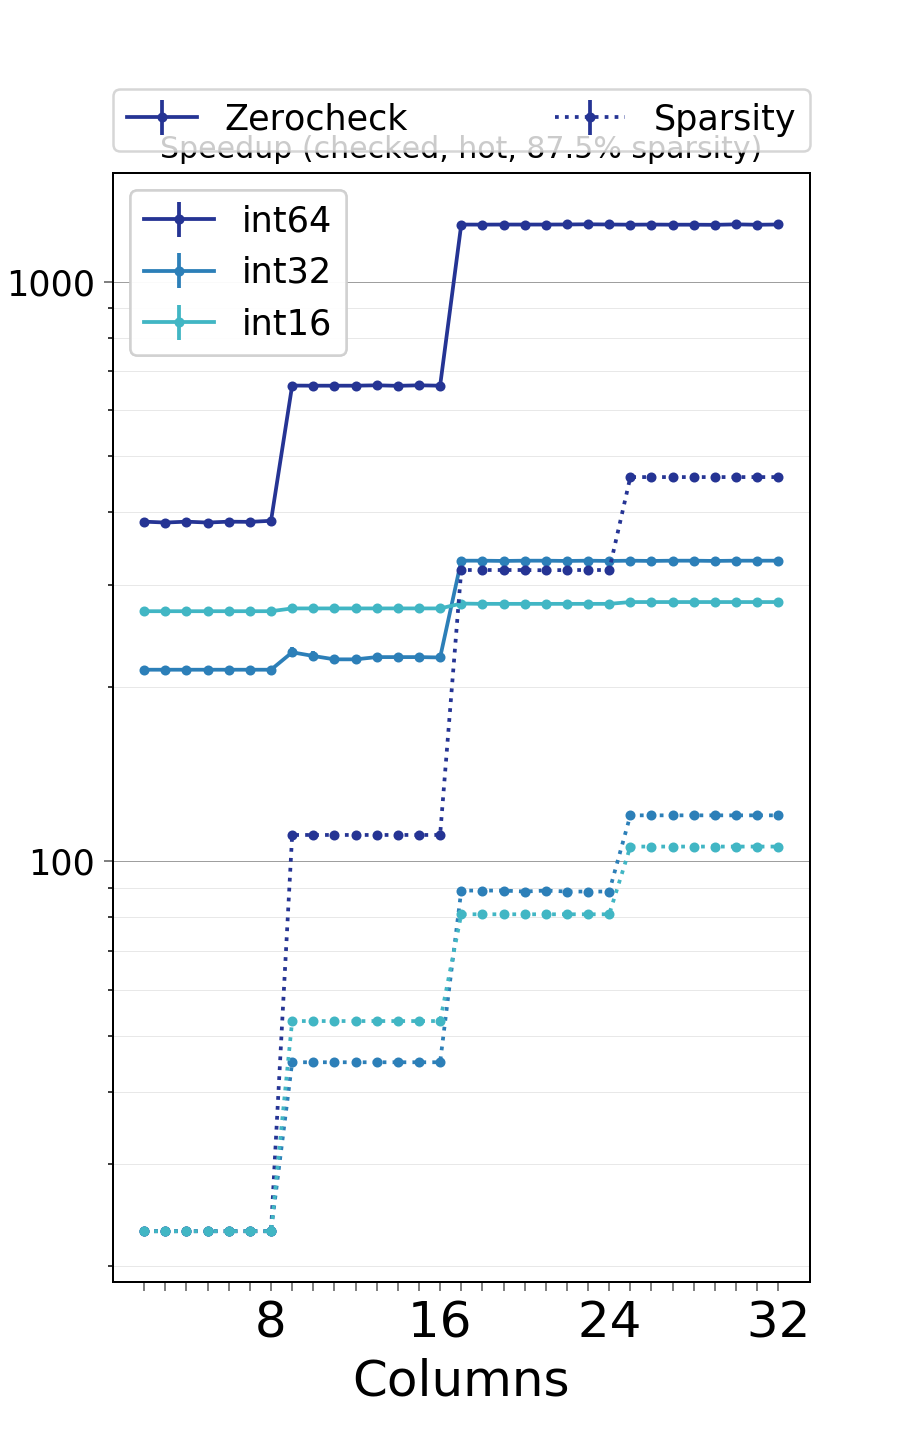 Zerocheck Sparsity
Speedup (checked, hot, 87.5% sparsity)
int64
int32
int16
1000
100
8 16 24 32
Columns